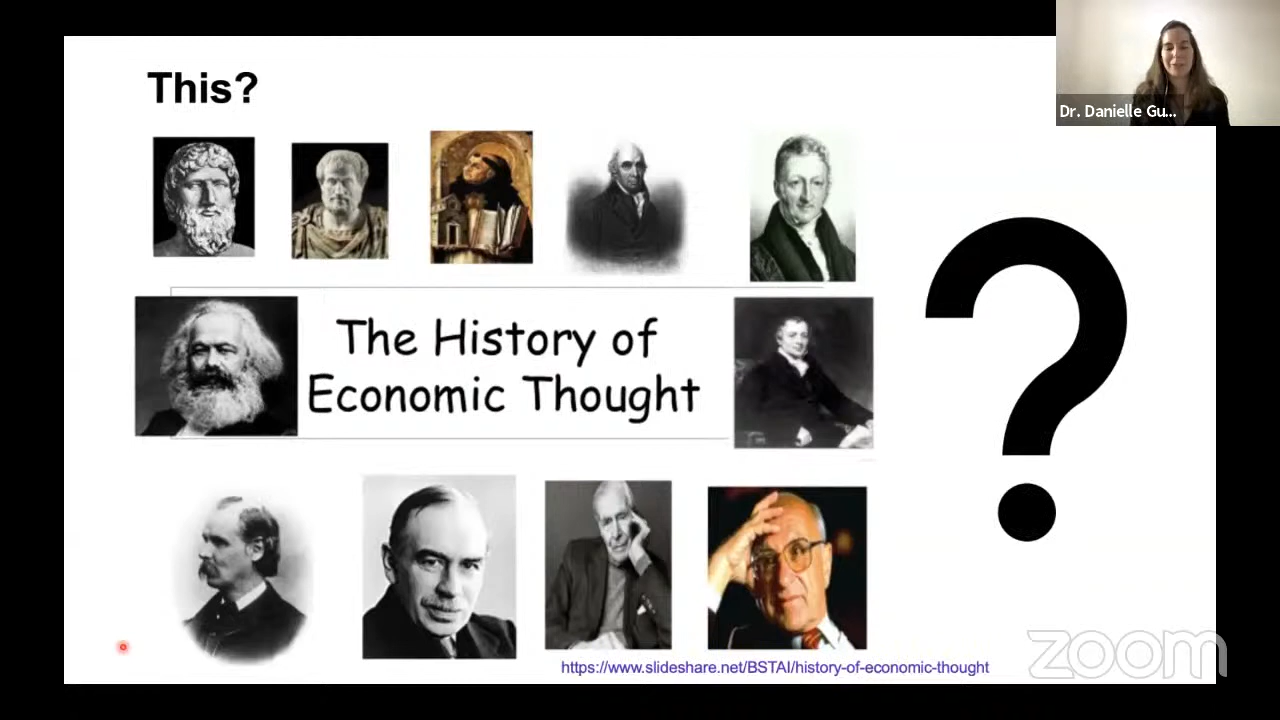 This?
Dr. Danielle Gu...
The History of
Economic Thought
https://www.slideshare.net/BSTAI/history-of-economic-thought
zoom